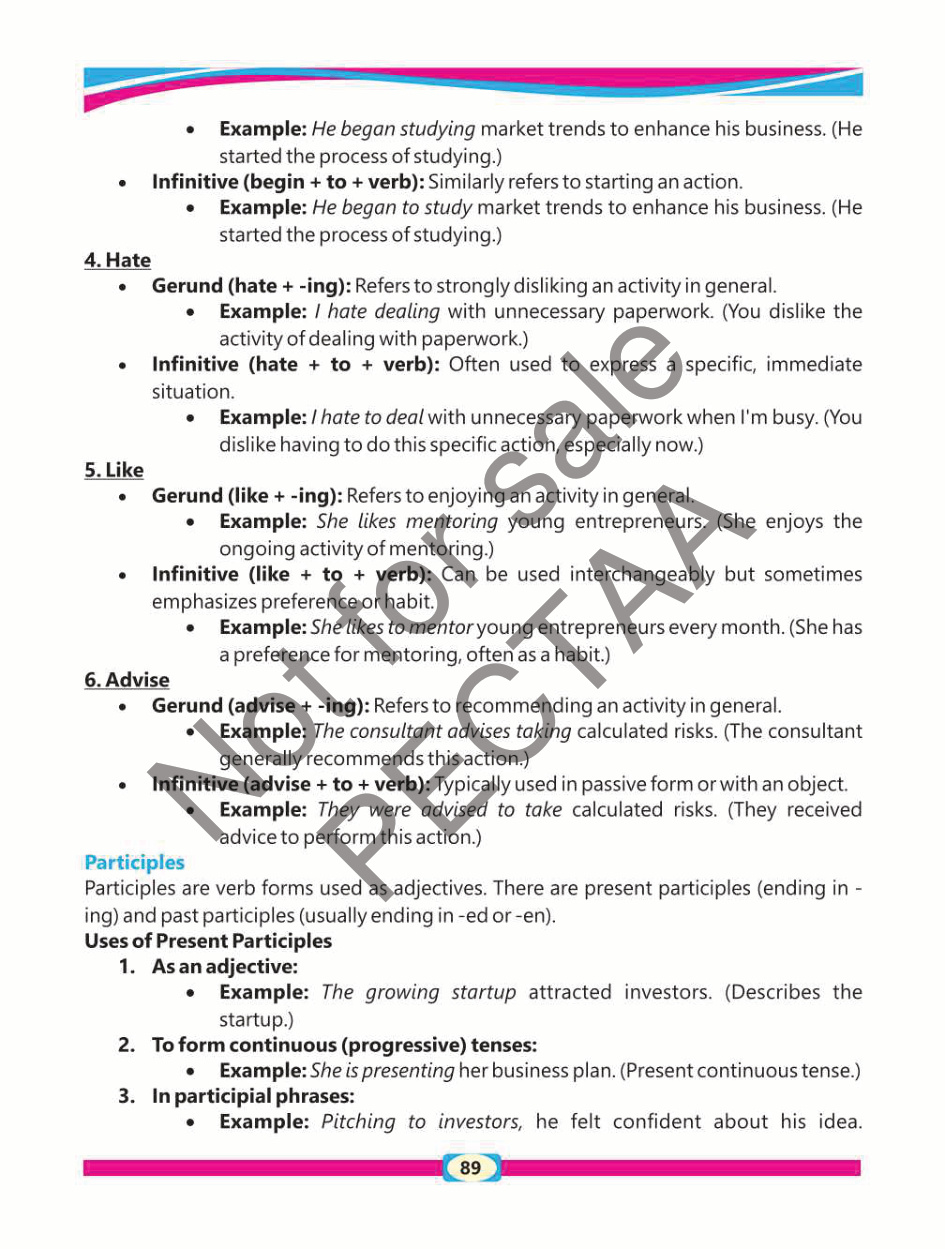 • Example: He began studying market trends to enhance his business. (He
started the process of studying.)
• Infinitive (begin + to + verb): Similarly refers to starting an action.
• Example: He began to study market trends to enhance his business. (He
started the process of studying.)
4. Hate
• Gerund (hate + -ing): Refers to strongly disliking an activity in general.
• Example: I hate dealing with unnecessary paperwork. (You dislike the
activity of dealing with paperwork.)
• Infinitive (hate + to + verb): Often used to express a specific, immediate
situation.
• Example: I hate to deal with unnecessary paperwork when I'm busy. (You
dislike having to do this specific action, especially now.)
5. Like
• Gerund (like + -ing): Refers to enjoying an activity in general.
• Example: She likes mentoring young entrepreneurs. (She enjoys the
ongoing activity of mentoring.)
• Infinitive (like + to + verb): Can be used interchangeably but sometimes
emphasizes preference or habit.
• Example: She likes to mentor young entrepreneurs every month. (She has
a preference for mentoring, often as a habit.)
6. Advise
• Gerund (advise + -ing): Refers to recommending an activity in general.
• Example: The consultant advises taking calculated risks. (The consultant
generally recommends this action.)
• Infinitive (advise + to + verb): Typically used in passive form or with an object.
• Example: They were advised to take calculated risks. (They received
advice to perform this action.)
Participles
Participles are verb forms used as adjectives. There are present participles (ending in -
ing) and past participles (usually ending in -ed or -en).
Uses of Present Participles
1. As an adjective:
• Example: The growing startup attracted investors. (Describes the
startup.)
2. To form continuous (progressive) tenses:
• Example: She is presenting her business plan. (Present continuous tense.)
3. In participial phrases:
• Example: Pitching to investors, he felt confident about his idea.
89
Not for sale
PECTAA